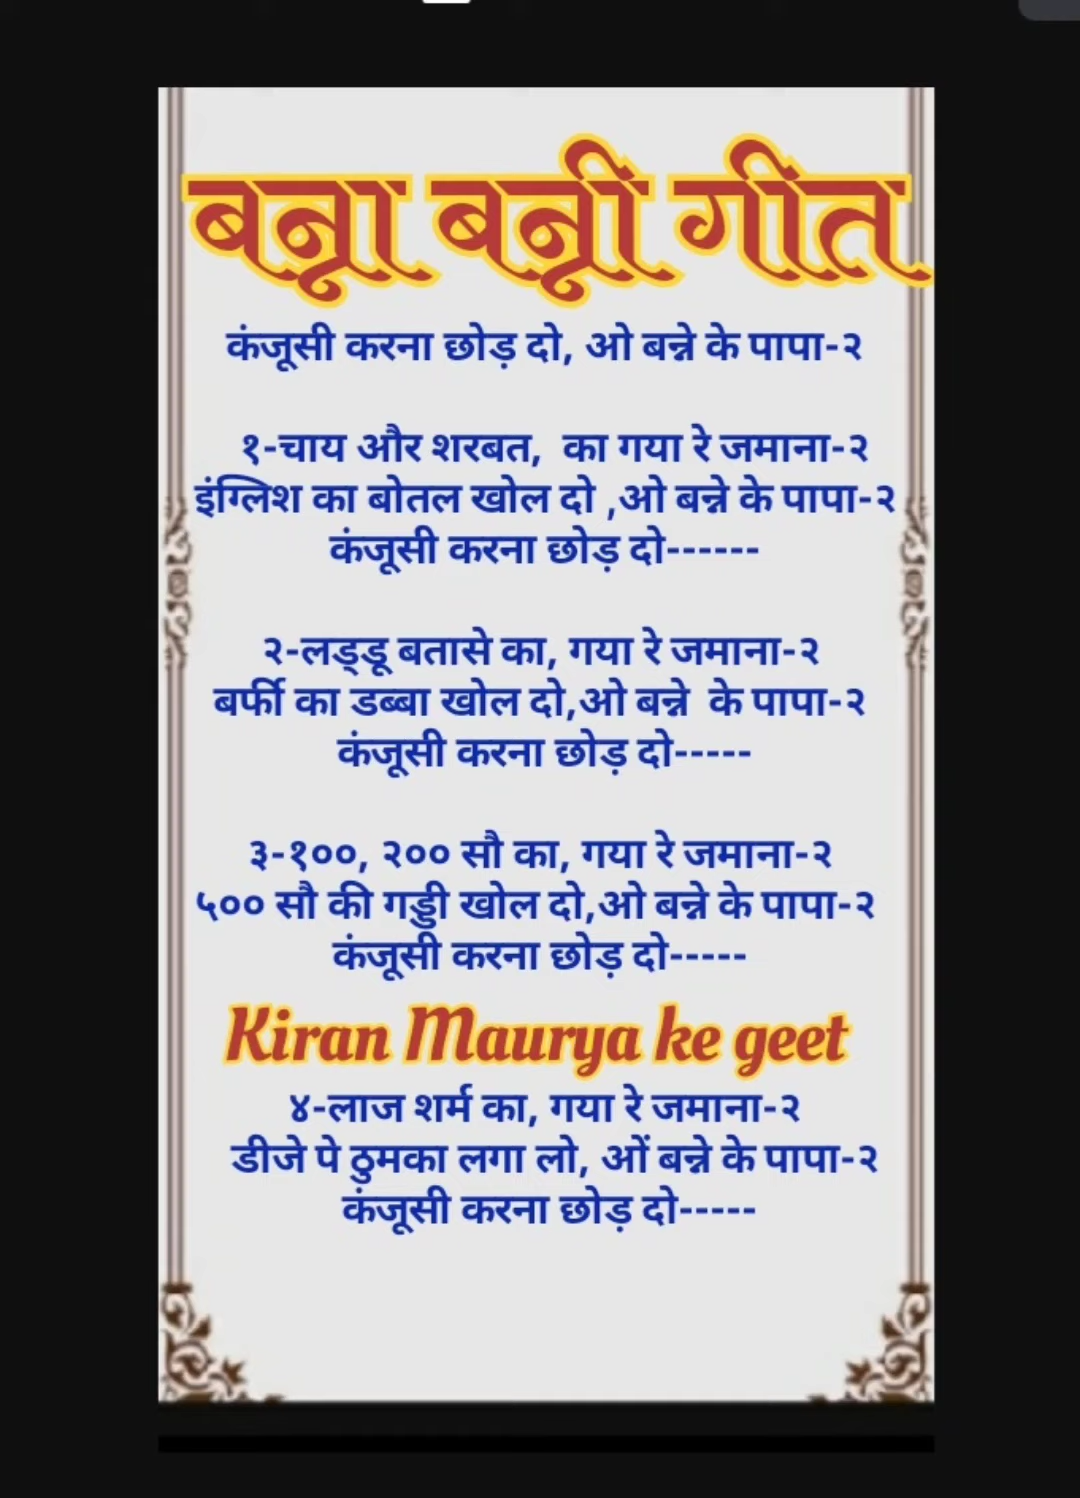 बन्ना बन्नी गीत
कंजूसी करना छोड़ दो, ओ बन्ने के पापा-२
१-चाय और शरबत,  का गया रे जमाना-२
इंग्लिश का बोतल खोल दो ,ओ बन्ने के पापा-२
कंजूसी करना छोड़ दो------
२-लड्डू बतासे का, गया रे जमाना-२
बर्फी का डब्बा खोल दो,ओ बन्ने  के पापा-२
कंजूसी करना छोड़ दो-----
३-१००, २०० सौ का, गया रे जमाना-२
५०० सौ की गड्डी खोल दो,ओ बन्ने के पापा-२
कंजूसी करना छोड़ दो-----
Kiran Maurya ke geet
४-लाज शर्म का, गया रे जमाना-२
डीजे पे ठुमका लगा लो, ओं बन्ने के पापा-२
कंजूसी करना छोड़ दो-----